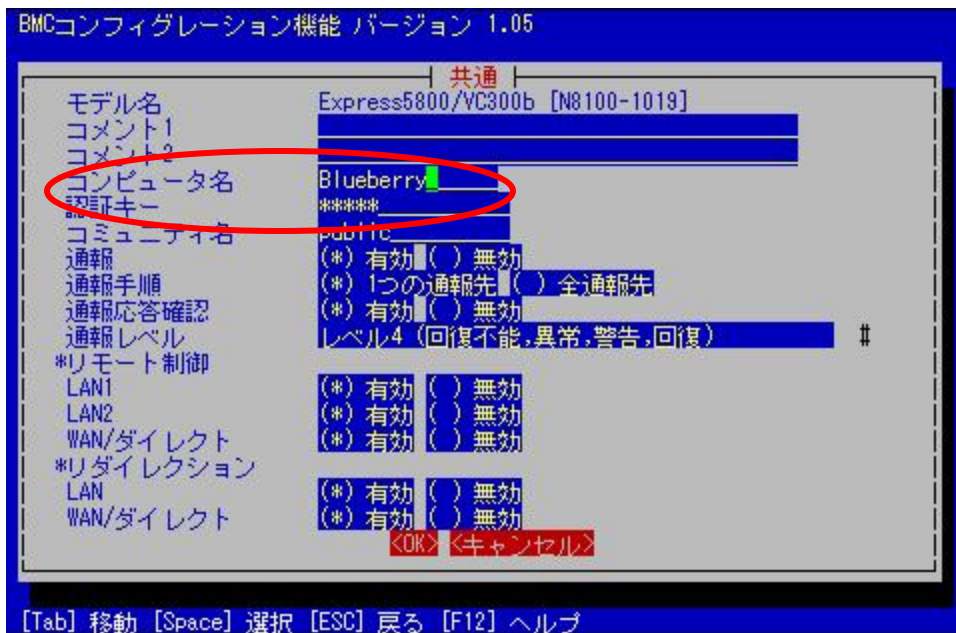 BMCコンフィグレーション機能 バージョン 1.05
共通
モデル名 Express5800/VC300b [N8100-1019]
コメント1
コメント2
コンピュータ名 Blueberry
認証キー *****
コミュニティ名 public
通報 (*) 有効 ( ) 無効
通報手順 (*) 1つの通報先 ( ) 全通報先
通報応答確認 (*) 有効 ( ) 無効
通報レベル レベル4 (回復不能,異常,警告,回復) #
*リモート制御
LAN1 (*) 有効 ( ) 無効
LAN2 (*) 有効 ( ) 無効
WAN/ダイレクト (*) 有効 ( ) 無効
*リダイレクション
LAN (*) 有効 ( ) 無効
WAN/ダイレクト (*) 有効 ( ) 無効
<OK> <キャンセル>
[Tab] 移動 [Space] 選択 [ESC] 戻る [F12] ヘルプ